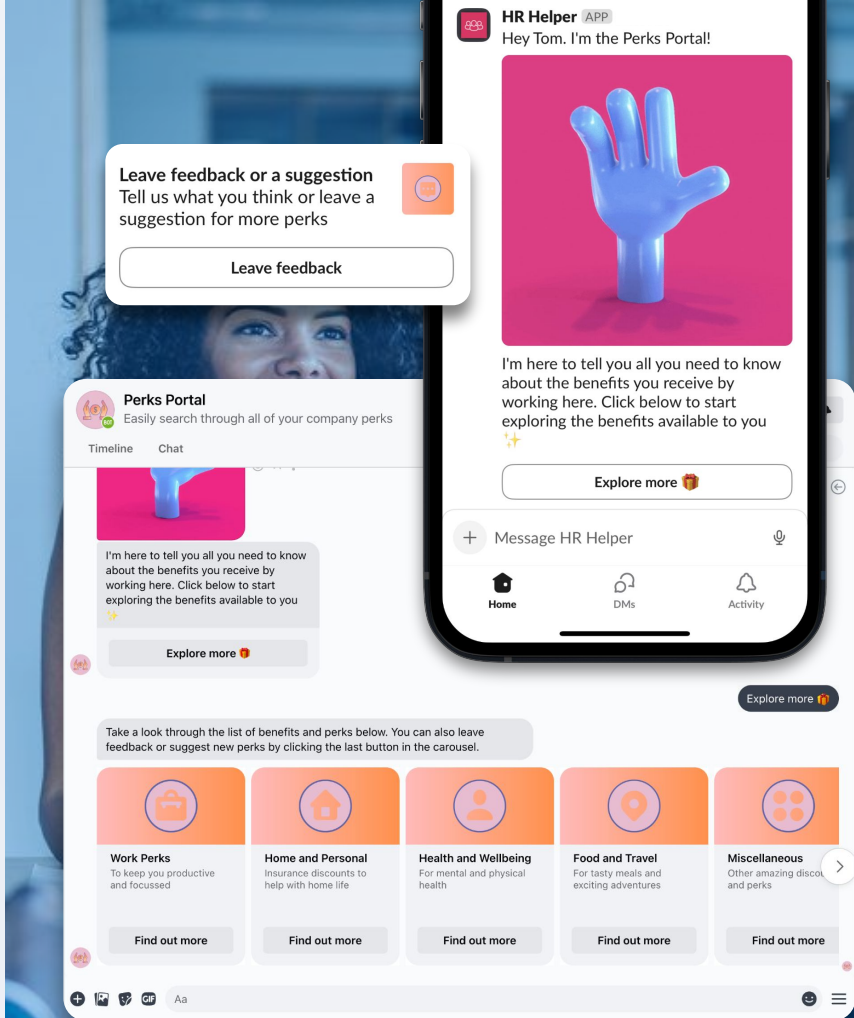 HR Helper APP
Hey Tom. I'm the Perks Portal!
Leave feedback or a suggestion
Tell us what you think or leave a
suggestion for more perks
Leave feedback
I'm here to tell you all you need to know
about the benefits you receive by
working here. Click below to start
exploring the benefits available to you
✨
Explore more 🎁
Message HR Helper
Home
DMs
Activity
Perks Portal
BOT
Easily search through all of your company perks
Timeline
Chat
I'm here to tell you all you need to know
about the benefits you receive by
working here. Click below to start
exploring the benefits available to you
✨
Explore more 🎁
Explore more 🎁
Take a look through the list of benefits and perks below. You can also leave
feedback or suggest new perks by clicking the last button in the carousel.
Work Perks
To keep you productive
and focussed
Find out more
Home and Personal
Insurance discounts to
help with home life
Find out more
Health and Wellbeing
For mental and physical
health
Find out more
Food and Travel
For tasty meals and
exciting adventures
Find out more
Miscellaneous
Other amazing
and perks
Find out more
GIF
Aa